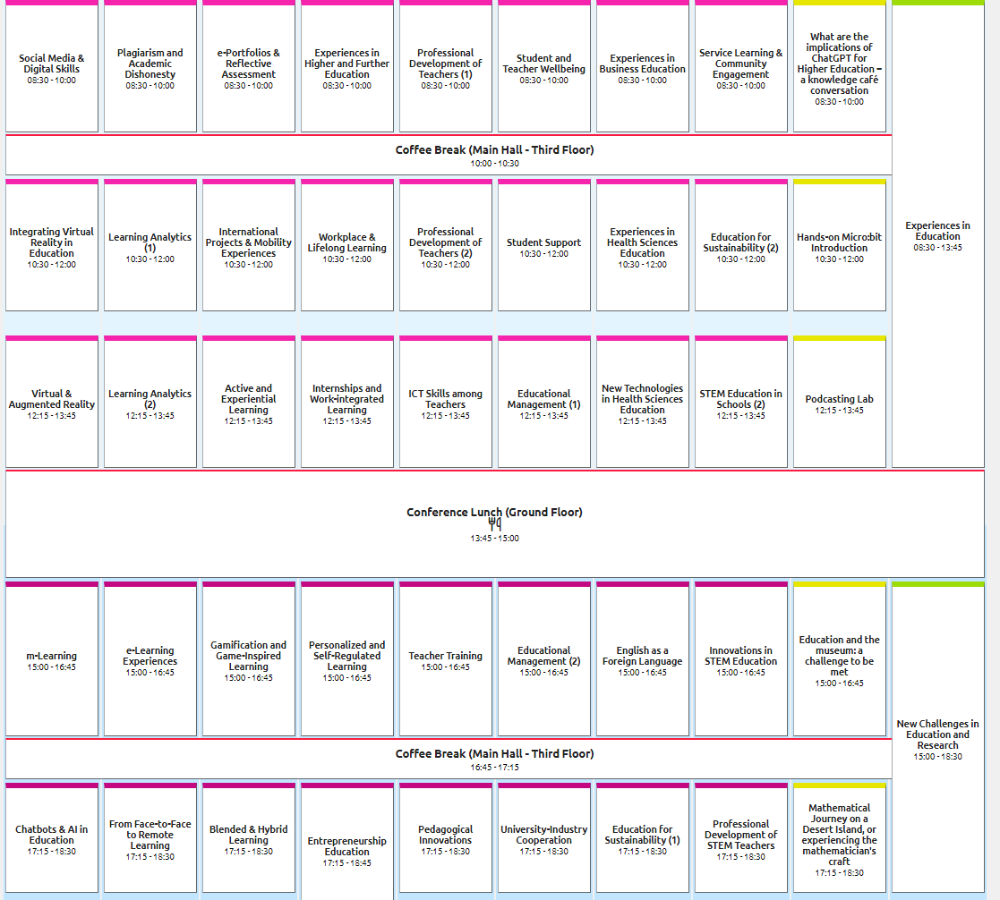 Social Media &
Digital Skills
08:30 - 10:00
Plagiarism and
Academic
Dishonesty
08:30 - 10:00
e-Portfolios &
Reflective
Assessment
08:30 - 10:00
Experiences in
Higher and Further
Education
08:30 - 10:00
Professional
Development of
Teachers (1)
08:30 - 10:00
Student and
Teacher Wellbeing
08:30 - 10:00
Experiences in
Business Education
08:30 - 10:00
Service Learning &
Community
Engagement
08:30 - 10:00
What are the
implications of
ChatGPT for
Higher Education –
a knowledge café
conversation
08:30 - 10:00
Experiences in
Education
08:30 - 13:45
Coffee Break (Main Hall - Third Floor)
10:00 - 10:30
Integrating Virtual
Reality in
Education
10:30 - 12:00
Learning Analytics
(1)
10:30 - 12:00
International
Projects & Mobility
Experiences
10:30 - 12:00
Workplace &
Lifelong Learning
10:30 - 12:00
Professional
Development of
Teachers (2)
10:30 - 12:00
Student Support
10:30 - 12:00
Experiences in
Health Sciences
Education
10:30 - 12:00
Education for
Sustainability (2)
10:30 - 12:00
Hands-on Micro:bit
Introduction
10:30 - 12:00
Virtual &
Augmented Reality
12:15 - 13:45
Learning Analytics
(2)
12:15 - 13:45
Active and
Experiential
Learning
12:15 - 13:45
Internships and
Work-integrated
Learning
12:15 - 13:45
ICT Skills among
Teachers
12:15 - 13:45
Educational
Management (1)
12:15 - 13:45
New Technologies
in Health Sciences
Education
12:15 - 13:45
STEM Education in
Schools (2)
12:15 - 13:45
Podcasting Lab
12:15 - 13:45
Conference Lunch (Ground Floor)
13:45 - 15:00
m-Learning
15:00 - 16:45
e-Learning
Experiences
15:00 - 16:45
Gamification and
Game-Inspired
Learning
15:00 - 16:45
Personalized and
Self-Regulated
Learning
15:00 - 16:45
Teacher Training
15:00 - 16:45
Educational
Management (2)
15:00 - 16:45
English as a
Foreign Language
15:00 - 16:45
Innovations in
STEM Education
15:00 - 16:45
Education and the
museum: a
challenge to be
met
15:00 - 16:45
New Challenges in
Education and
Research
15:00 - 18:30
Coffee Break (Main Hall - Third Floor)
16:45 - 17:15
Chatbots & AI in
Education
17:15 - 18:30
From Face-to-Face
to Remote
Learning
17:15 - 18:30
Blended & Hybrid
Learning
17:15 - 18:30
Entrepreneurship
Education
17:15 - 18:45
Pedagogical
Innovations
17:15 - 18:30
University-Industry
Cooperation
17:15 - 18:30
Education for
Sustainability (1)
17:15 - 18:30
Professional
Development of
STEM Teachers
17:15 - 18:30
Mathematical
Journey on a
Desert Island, or
experiencing the
mathematician's
craft
17:15 - 18:30